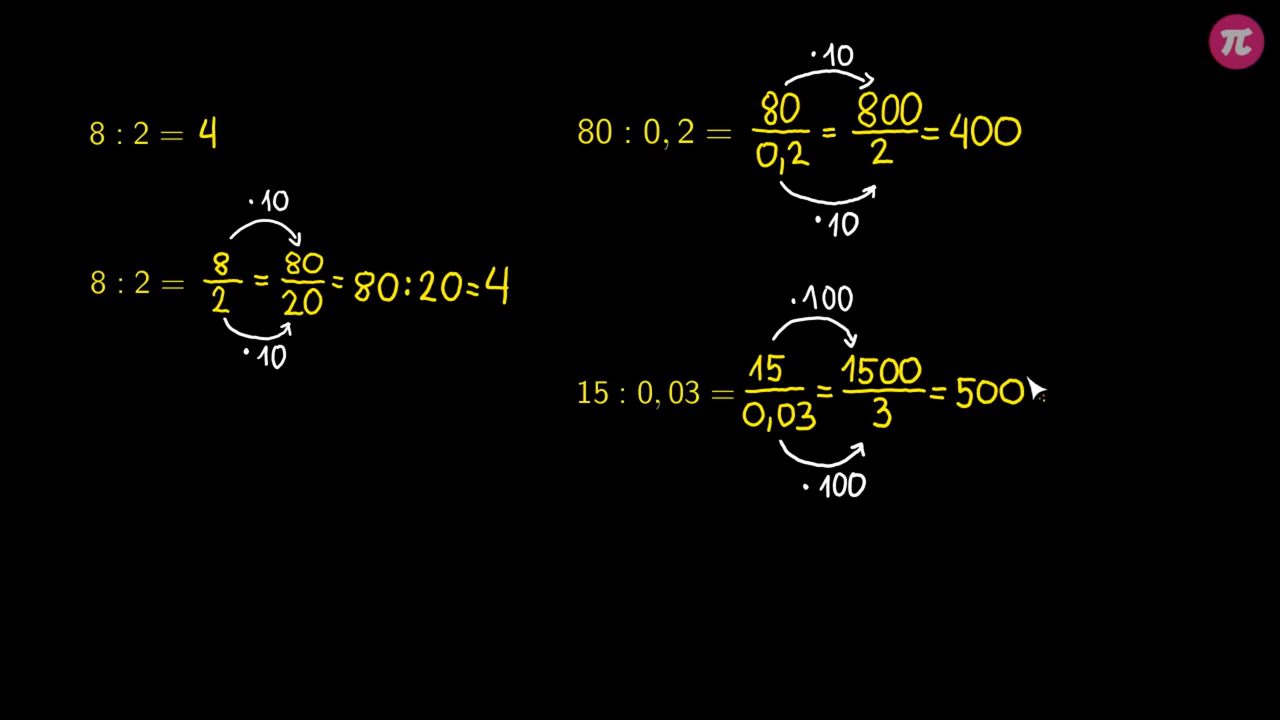 8 : 2 = 4
· 10
8 : 2 = 8/2 = 80/20 = 80:20=4
· 10
· 10
80 : 0, 2 = 80/0,2 = 800/2 = 400
· 10
· 100
15 : 0, 03 = 15/0,03 = 1500/3 = 500
· 100
π